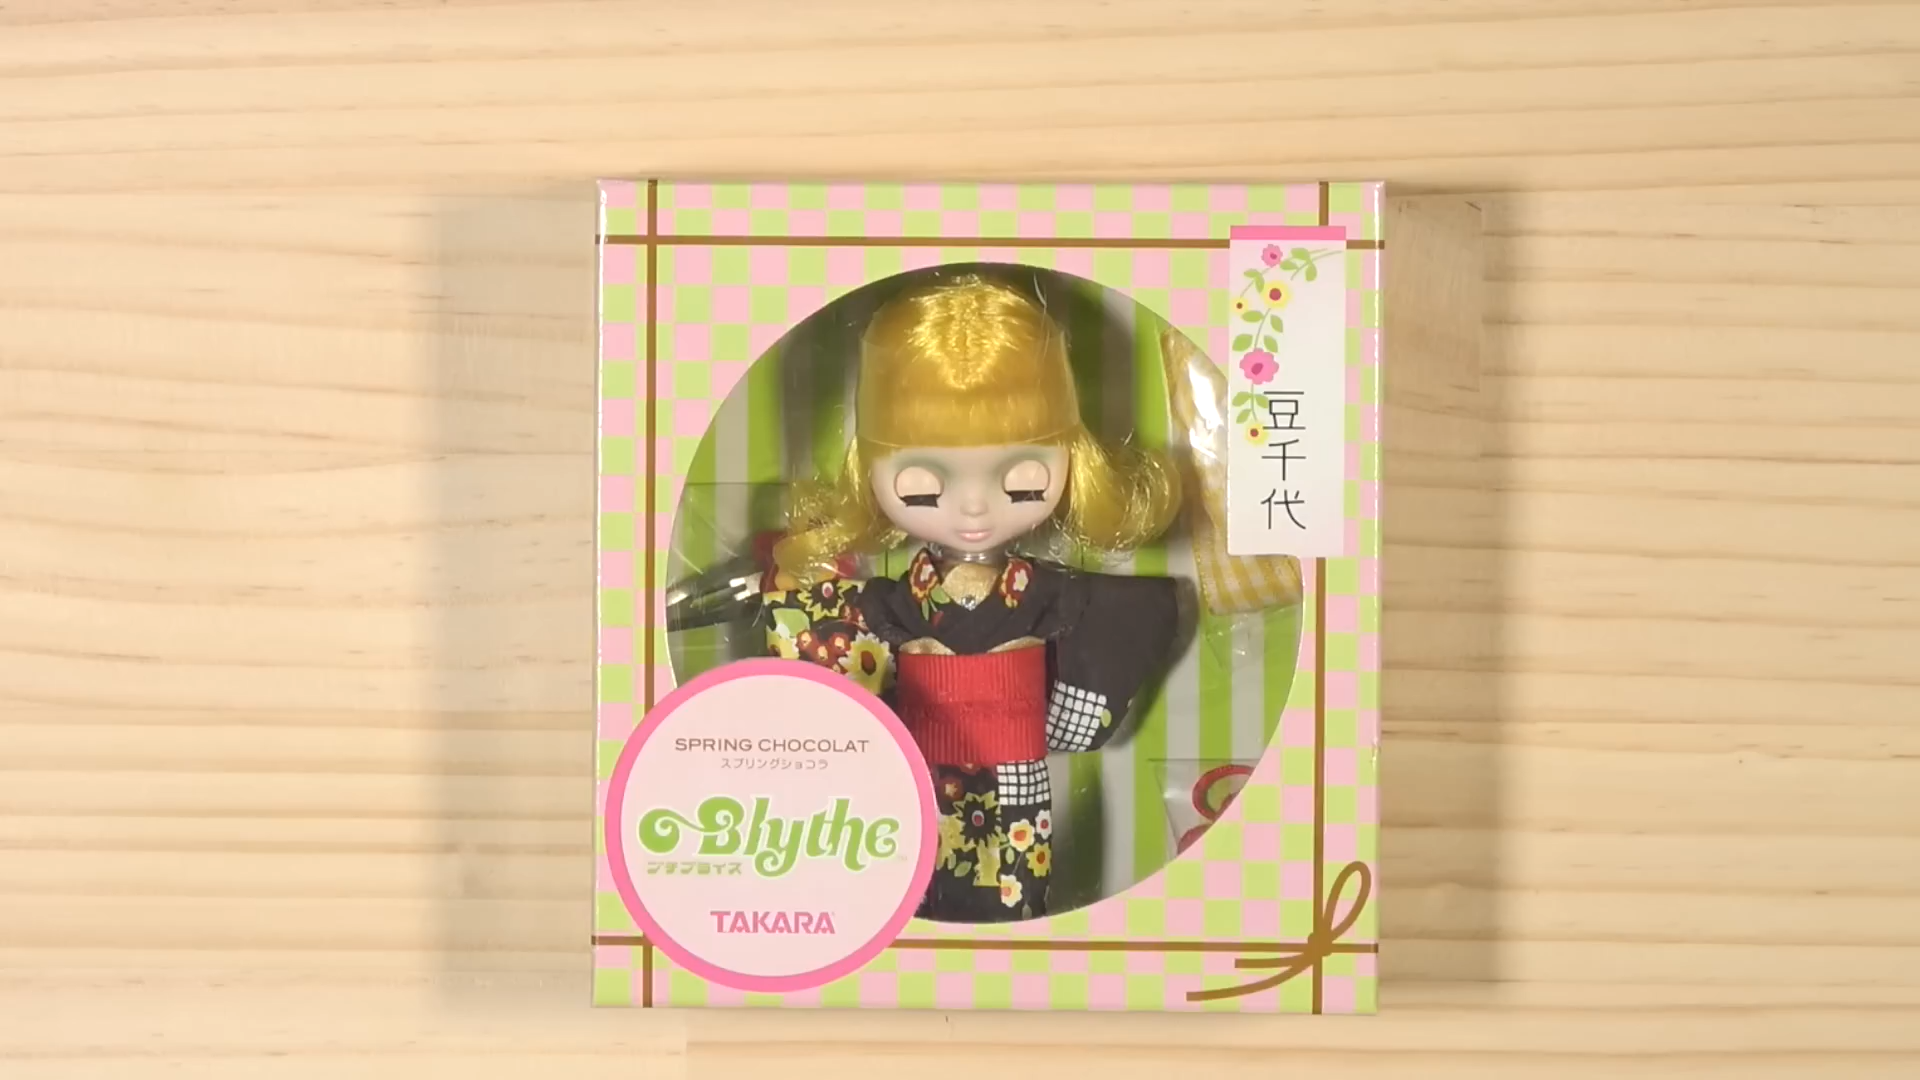 豆千代
SPRING CHOCOLAT
スプリングショコラ
Blythe
プチブライス
TAKARA